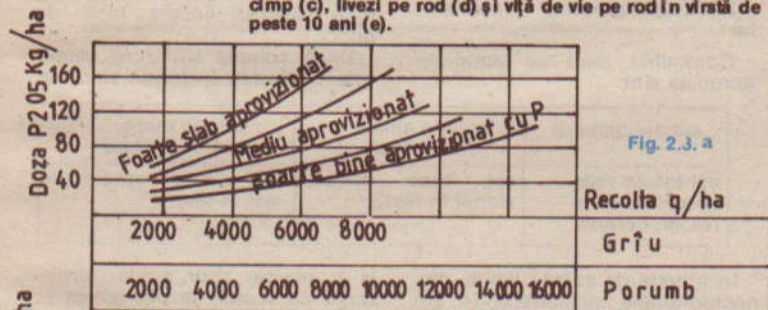 cîmp (c), livezi pe rod (d) și viță de vie pe rod în vîrstă de
peste 10 ani (e).
Doza P2O5 Kg/ha
160
120
80
40
Foarte slab aprovizionat
Mediu aprovizionat
Foarte bine aprovizionat cu P
Fig. 2.3. a
Recolta q/ha
2000 4000 6000 8000
Grîu
2000 4000 6000 8000 10000 12000 14000 16000
Porumb
ha